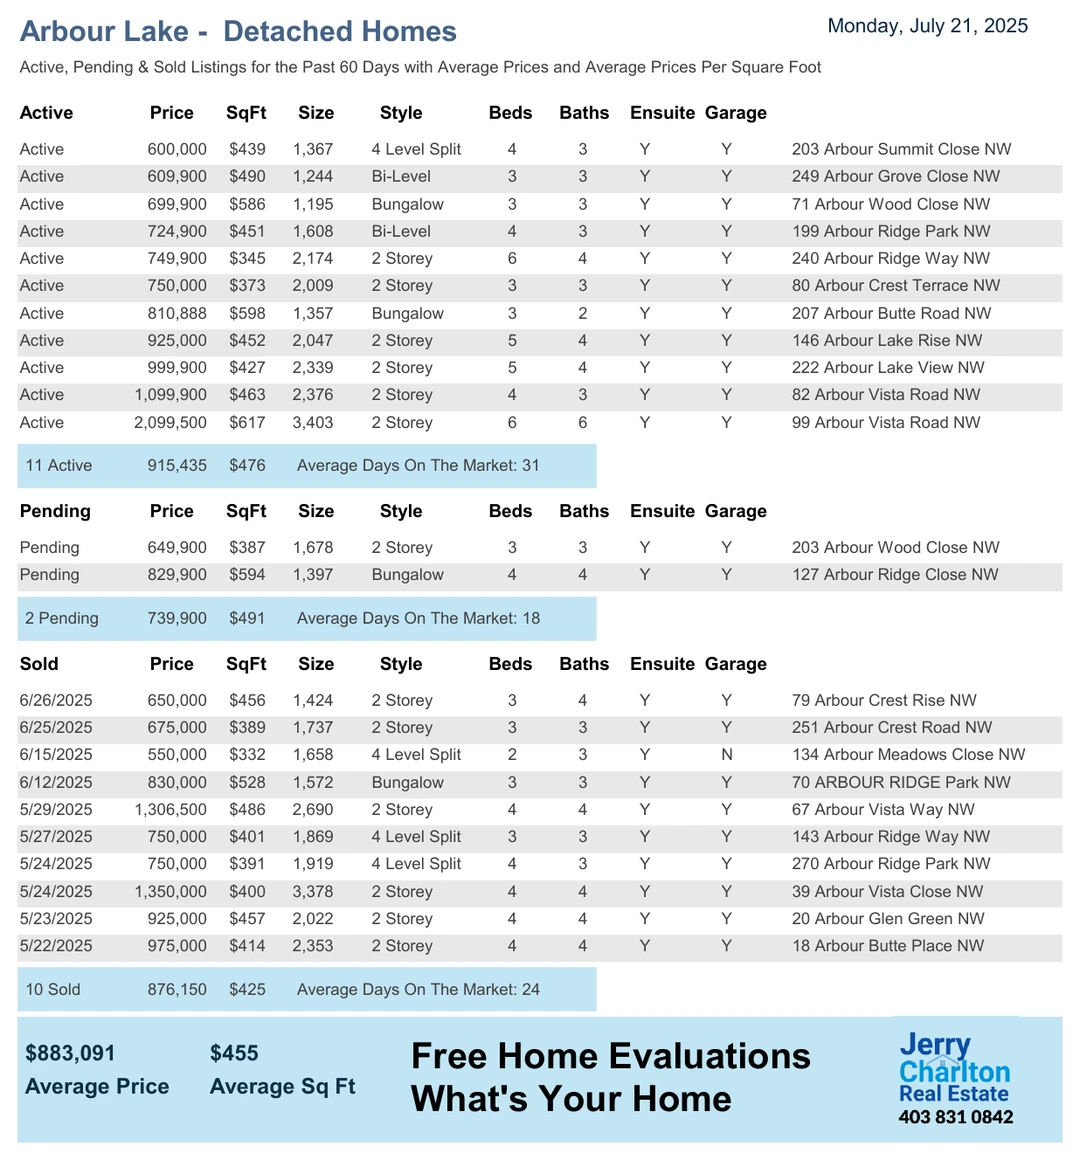 Arbour Lake - Detached Homes
Monday, July 21, 2025
Active, Pending & Sold Listings for the Past 60 Days with Average Prices and Average Prices Per Square Foot
Active Price SqFt Size Style Beds Baths Ensuite Garage
Active 600,000 $439 1,367 4 Level Split 4 3 Y Y 203 Arbour Summit Close NW
Active 609,900 $490 1,244 Bi-Level 3 3 Y Y 249 Arbour Grove Close NW
Active 699,900 $586 1,195 Bungalow 3 3 Y Y 71 Arbour Wood Close NW
Active 724,900 $451 1,608 Bi-Level 4 3 Y Y 199 Arbour Ridge Park NW
Active 749,900 $345 2,174 2 Storey 6 4 Y Y 240 Arbour Ridge Way NW
Active 750,000 $373 2,009 2 Storey 3 3 Y Y 80 Arbour Crest Terrace NW
Active 810,888 $598 1,357 Bungalow 3 2 Y Y 207 Arbour Butte Road NW
Active 925,000 $452 2,047 2 Storey 5 4 Y Y 146 Arbour Lake Rise NW
Active 999,900 $427 2,339 2 Storey 5 4 Y Y 222 Arbour Lake View NW
Active 1,099,900 $463 2,376 2 Storey 4 3 Y Y 82 Arbour Vista Road NW
Active 2,099,500 $617 3,403 2 Storey 6 6 Y Y 99 Arbour Vista Road NW
11 Active 915,435 $476 Average Days On The Market: 31
Pending Price SqFt Size Style Beds Baths Ensuite Garage
Pending 649,900 $387 1,678 2 Storey 3 3 Y Y 203 Arbour Wood Close NW
Pending 829,900 $594 1,397 Bungalow 4 4 Y Y 127 Arbour Ridge Close NW
2 Pending 739,900 $491 Average Days On The Market: 18
Sold Price SqFt Size Style Beds Baths Ensuite Garage
6/26/2025 650,000 $456 1,424 2 Storey 3 4 Y Y 79 Arbour Crest Rise NW
6/25/2025 675,000 $389 1,737 2 Storey 3 3 Y Y 251 Arbour Crest Road NW
6/15/2025 550,000 $332 1,658 4 Level Split 2 3 Y N 134 Arbour Meadows Close NW
6/12/2025 830,000 $528 1,572 Bungalow 3 3 Y Y 70 ARBOUR RIDGE Park NW
5/29/2025 1,306,500 $486 2,690 2 Storey 4 4 Y Y 67 Arbour Vista Way NW
5/27/2025 750,000 $401 1,869 4 Level Split 3 3 Y Y 143 Arbour Ridge Way NW
5/24/2025 750,000 $391 1,919 4 Level Split 4 3 Y Y 270 Arbour Ridge Park NW
5/24/2025 1,350,000 $400 3,378 2 Storey 4 4 Y Y 39 Arbour Vista Close NW
5/23/2025 925,000 $457 2,022 2 Storey 4 4 Y Y 20 Arbour Glen Green NW
5/22/2025 975,000 $414 2,353 2 Storey 4 4 Y Y 18 Arbour Butte Place NW
10 Sold 876,150 $425 Average Days On The Market: 24
$883,091 $455
Average Price Average Sq Ft
Free Home Evaluations
What's Your Home
Jerry
Charlton
Real Estate
403 831 0842